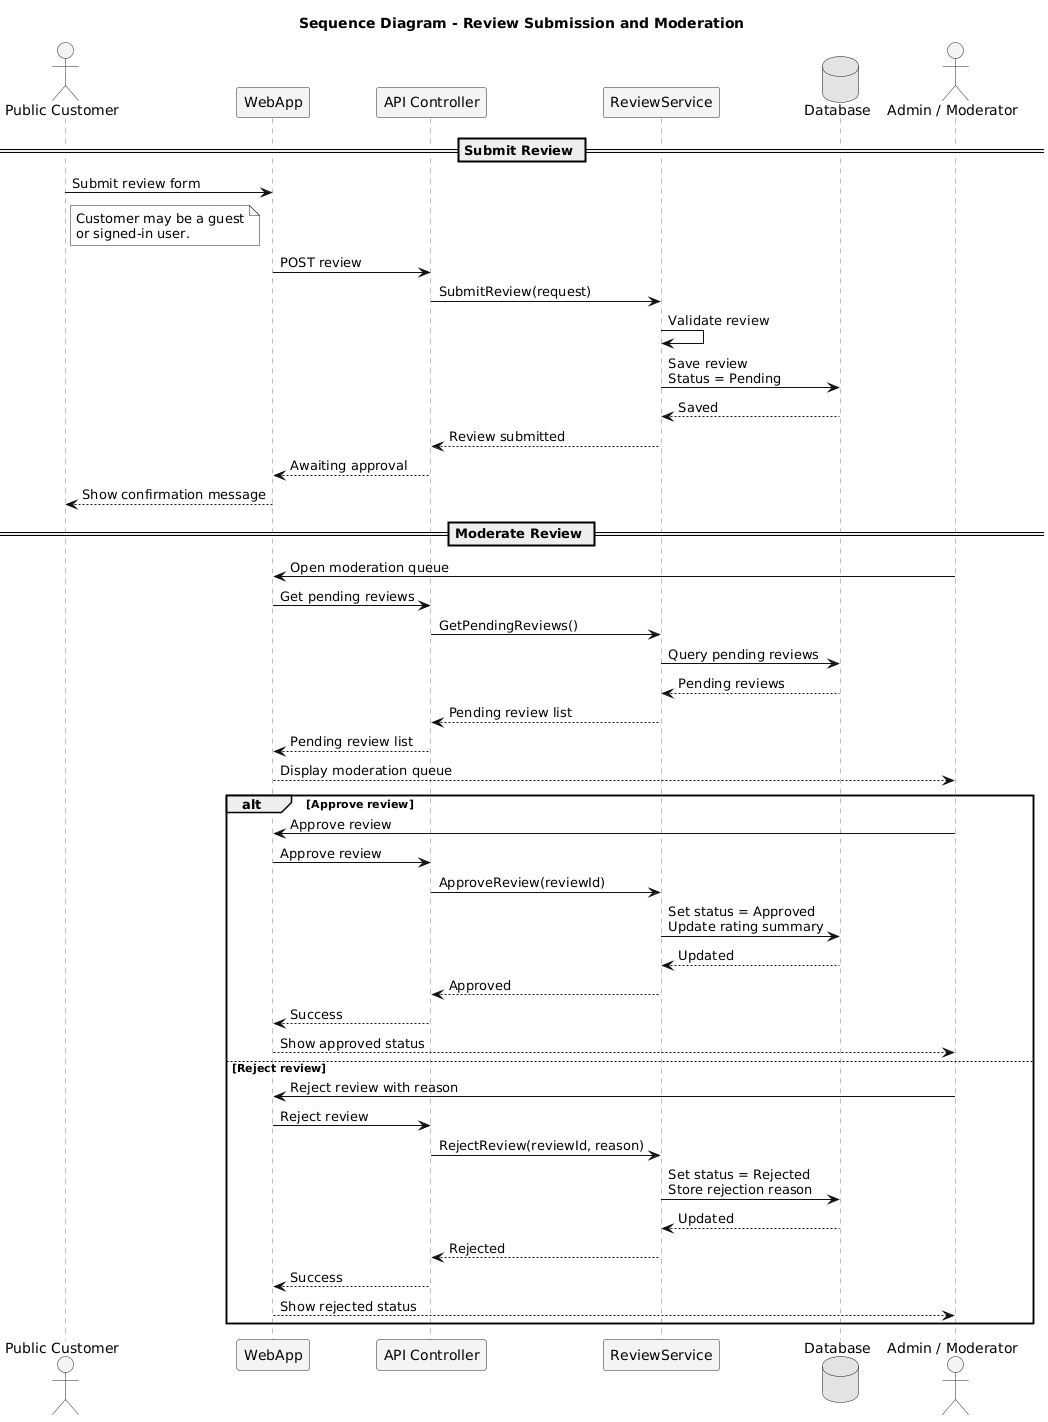 Sequence Diagram - Review Submission and Moderation
Public Customer
WebApp
API Controller
ReviewService
Database
Admin / Moderator
Submit Review
Submit review form
Customer may be a guest
or signed-in user.
POST review
SubmitReview(request)
Validate review
Save review
Status = Pending
Saved
Review submitted
Awaiting approval
Show confirmation message
Moderate Review
Open moderation queue
Get pending reviews
GetPendingReviews()
Query pending reviews
Pending reviews
Pending review list
Pending review list
Display moderation queue
alt
[Approve review]
Approve review
Approve review
ApproveReview(reviewId)
Set status = Approved
Update rating summary
Updated
Approved
Success
Show approved status
[Reject review]
Reject review with reason
Reject review
RejectReview(reviewId, reason)
Set status = Rejected
Store rejection reason
Updated
Rejected
Success
Show rejected status
Public Customer
WebApp
API Controller
ReviewService
Database
Admin / Moderator